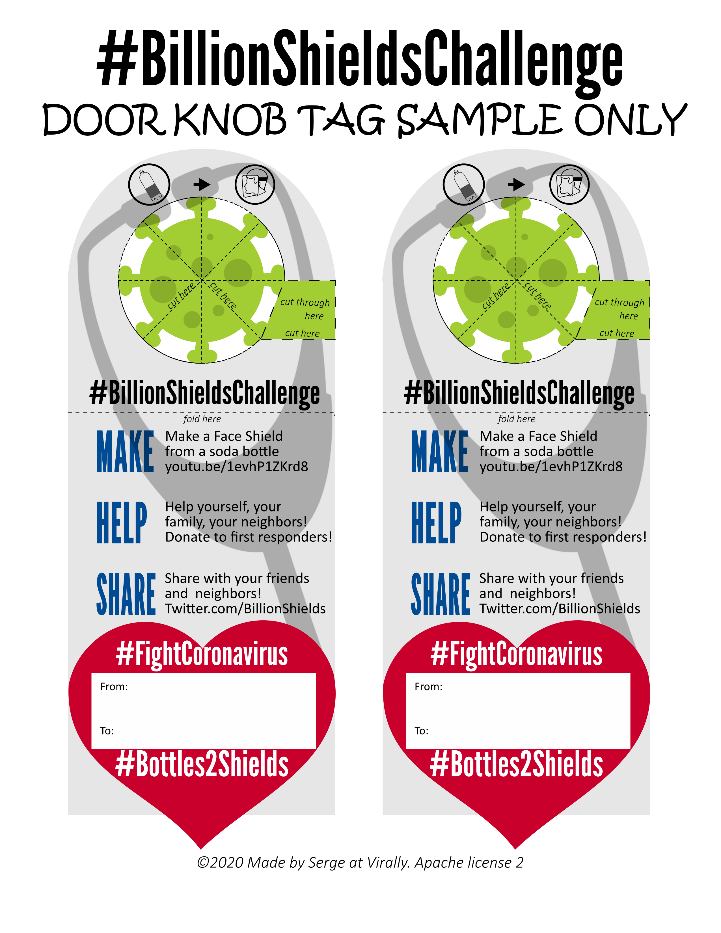 #BillionShieldsChallenge
DOOR KNOB TAG SAMPLE ONLY
cut here
cut here
cut through
here
cut here
#BillionShieldsChallenge
fold here
MAKE
Make a Face Shield
from a soda bottle
youtu.be/1evhP1ZKrd8
HELP
Help yourself, your
family, your neighbors!
Donate to first responders!
SHARE
Share with your friends
and neighbors!
Twitter.com/BillionShields
#FightCoronavirus
From:
To:
#Bottles2Shields
cut here
cut here
cut through
here
cut here
#BillionShieldsChallenge
fold here
MAKE
Make a Face Shield
from a soda bottle
youtu.be/1evhP1ZKrd8
HELP
Help yourself, your
family, your neighbors!
Donate to first responders!
SHARE
Share with your friends
and neighbors!
Twitter.com/BillionShields
#FightCoronavirus
From:
To:
#Bottles2Shields
©2020 Made by Serge at Virally. Apache license 2